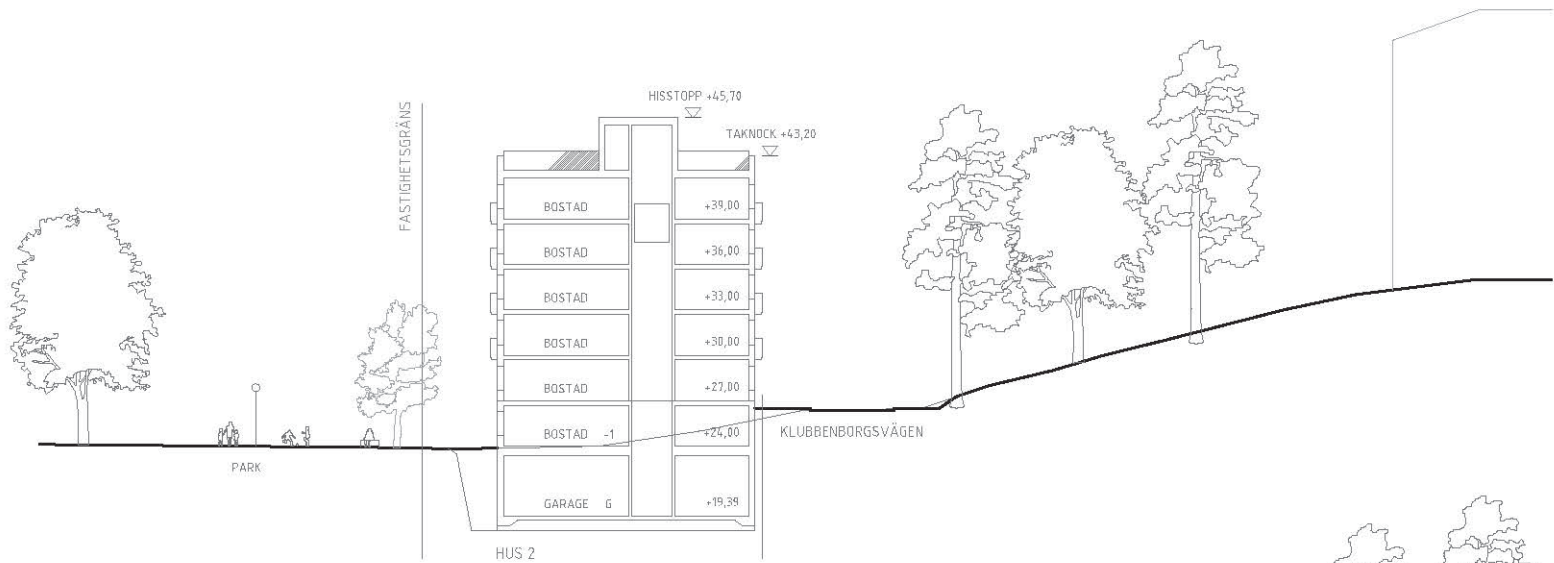 HISSTOPP +45,70
TAKNOCK +43,20
FASTIGHETSGRÄNS
BOSTAD +39,00
BOSTAD +36,00
BOSTAD +33,00
BOSTAD +30,00
BOSTAD +27,00
BOSTAD -1 +24,00
KLUBBENBORGSVÄGEN
PARK
GARAGE G +19,39
HUS 2